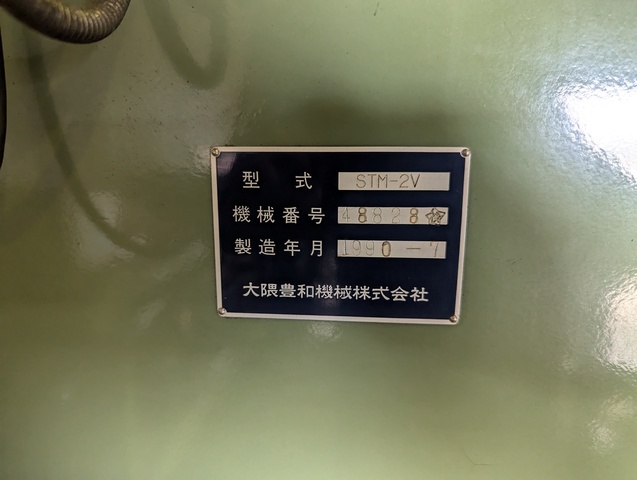 型式 STM-2V
機械番号 48828
製造年月 1990-7
大隈豊和機械株式会社